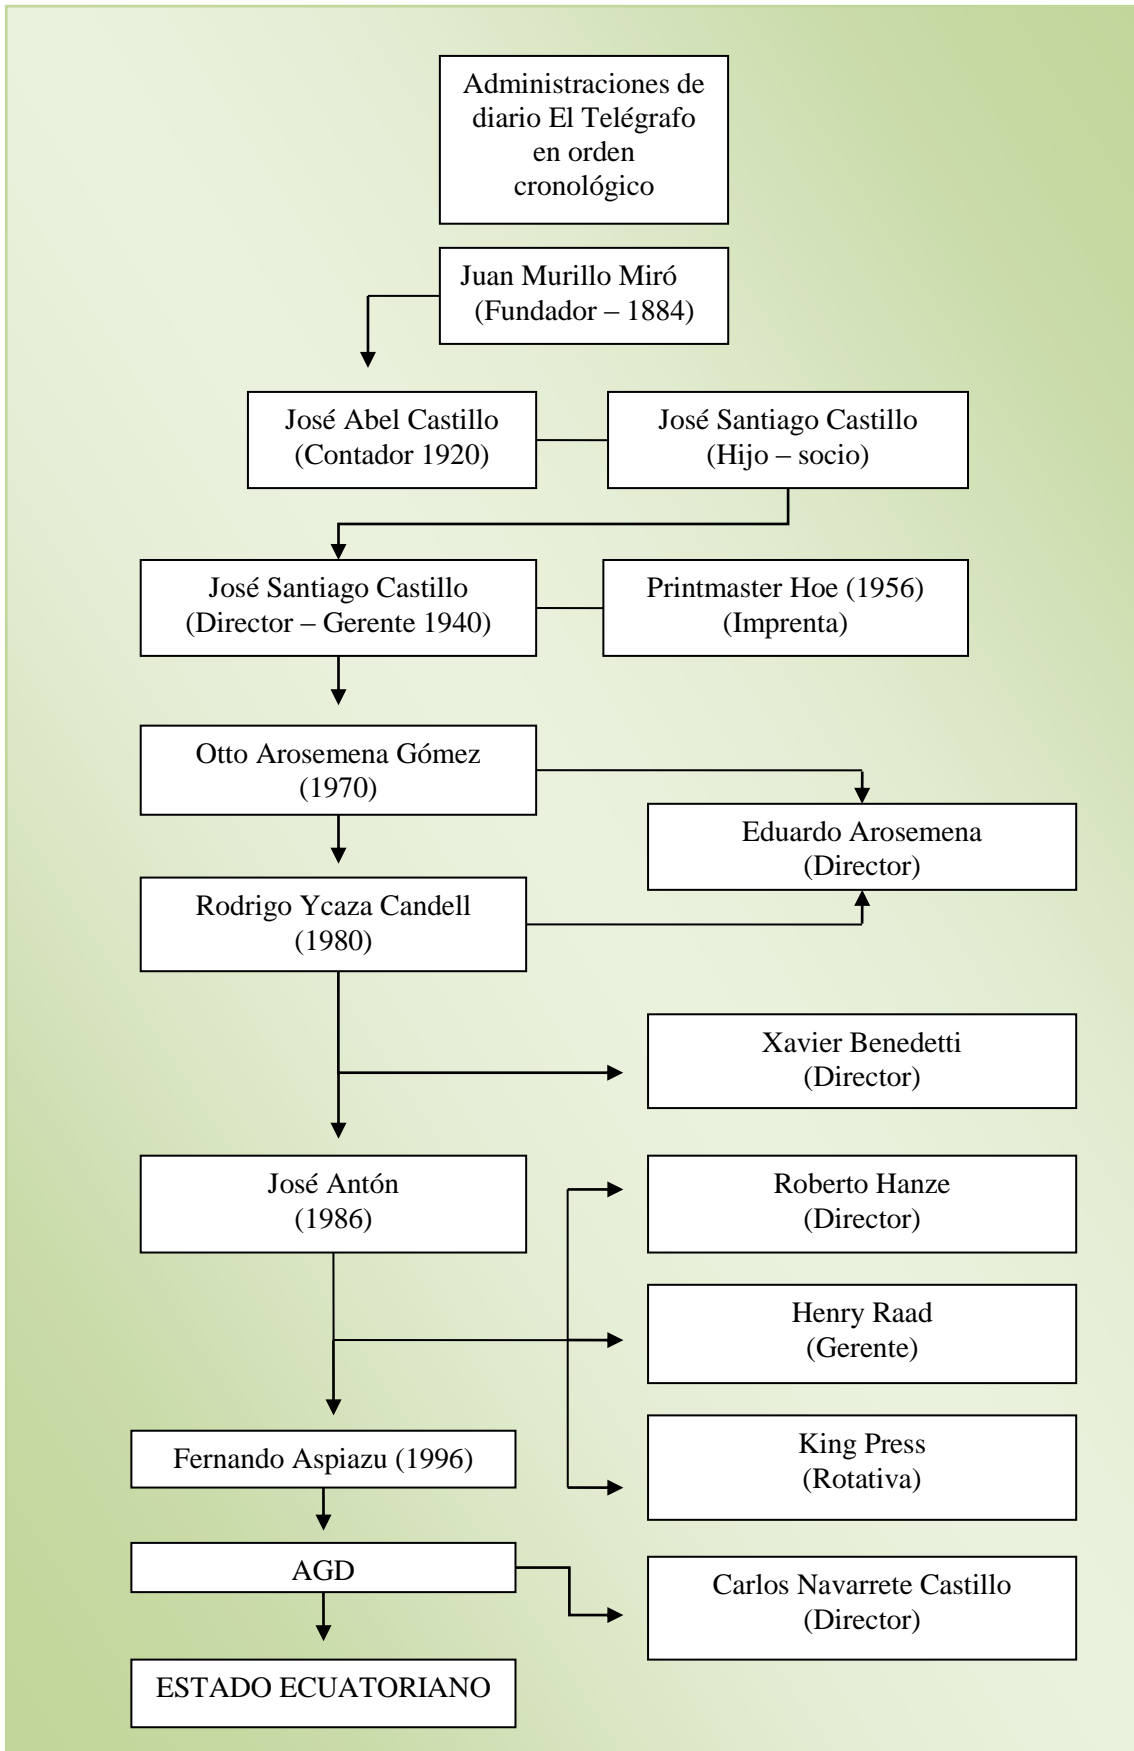 Administraciones de
diario El Telégrafo
en orden
cronológico
Juan Murillo Miró
(Fundador – 1884)
José Abel Castillo
(Contador 1920)
José Santiago Castillo
(Hijo – socio)
José Santiago Castillo
(Director – Gerente 1940)
Printmaster Hoe (1956)
(Imprenta)
Otto Arosemena Gómez
(1970)
Eduardo Arosemena
(Director)
Rodrigo Ycaza Candell
(1980)
Xavier Benedetti
(Director)
José Antón
(1986)
Roberto Hanze
(Director)
Henry Raad
(Gerente)
King Press
(Rotativa)
Fernando Aspiazu (1996)
AGD
Carlos Navarrete Castillo
(Director)
ESTADO ECUATORIANO